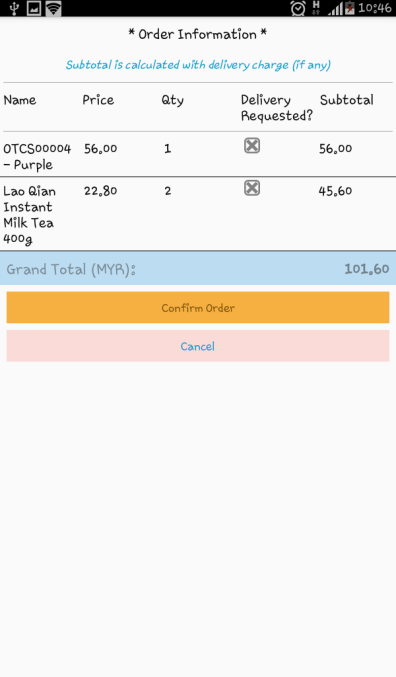 H
10:46
* Order Information *
Subtotal is calculated with delivery charge (if any)
Name Price Qty Delivery Requested? Subtotal
OTCS00004 56.00 1 56.00
- Purple
Lao Qian 22.80 2 45.60
Instant
Milk Tea
400g
Grand Total (MYR): 101.60
Confirm Order
Cancel